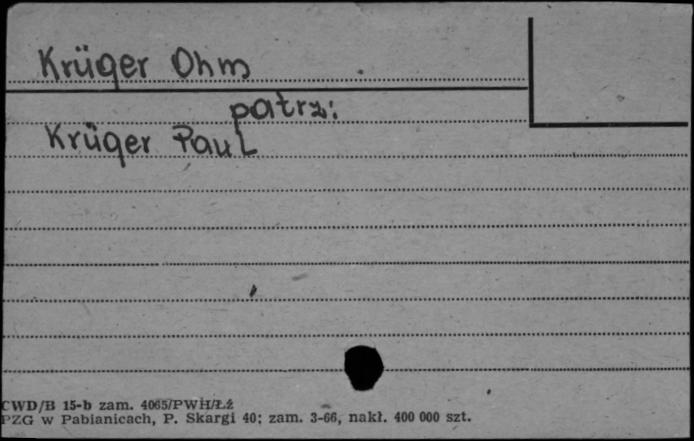 Krüger Ohm
patrz:
Krüger Paul
CWD/B 15-b zam. 4065/PWH/Łź
PZG w Pabianicach, P. Skargi 40; zam. 3-66, nakł. 400 000 szt.